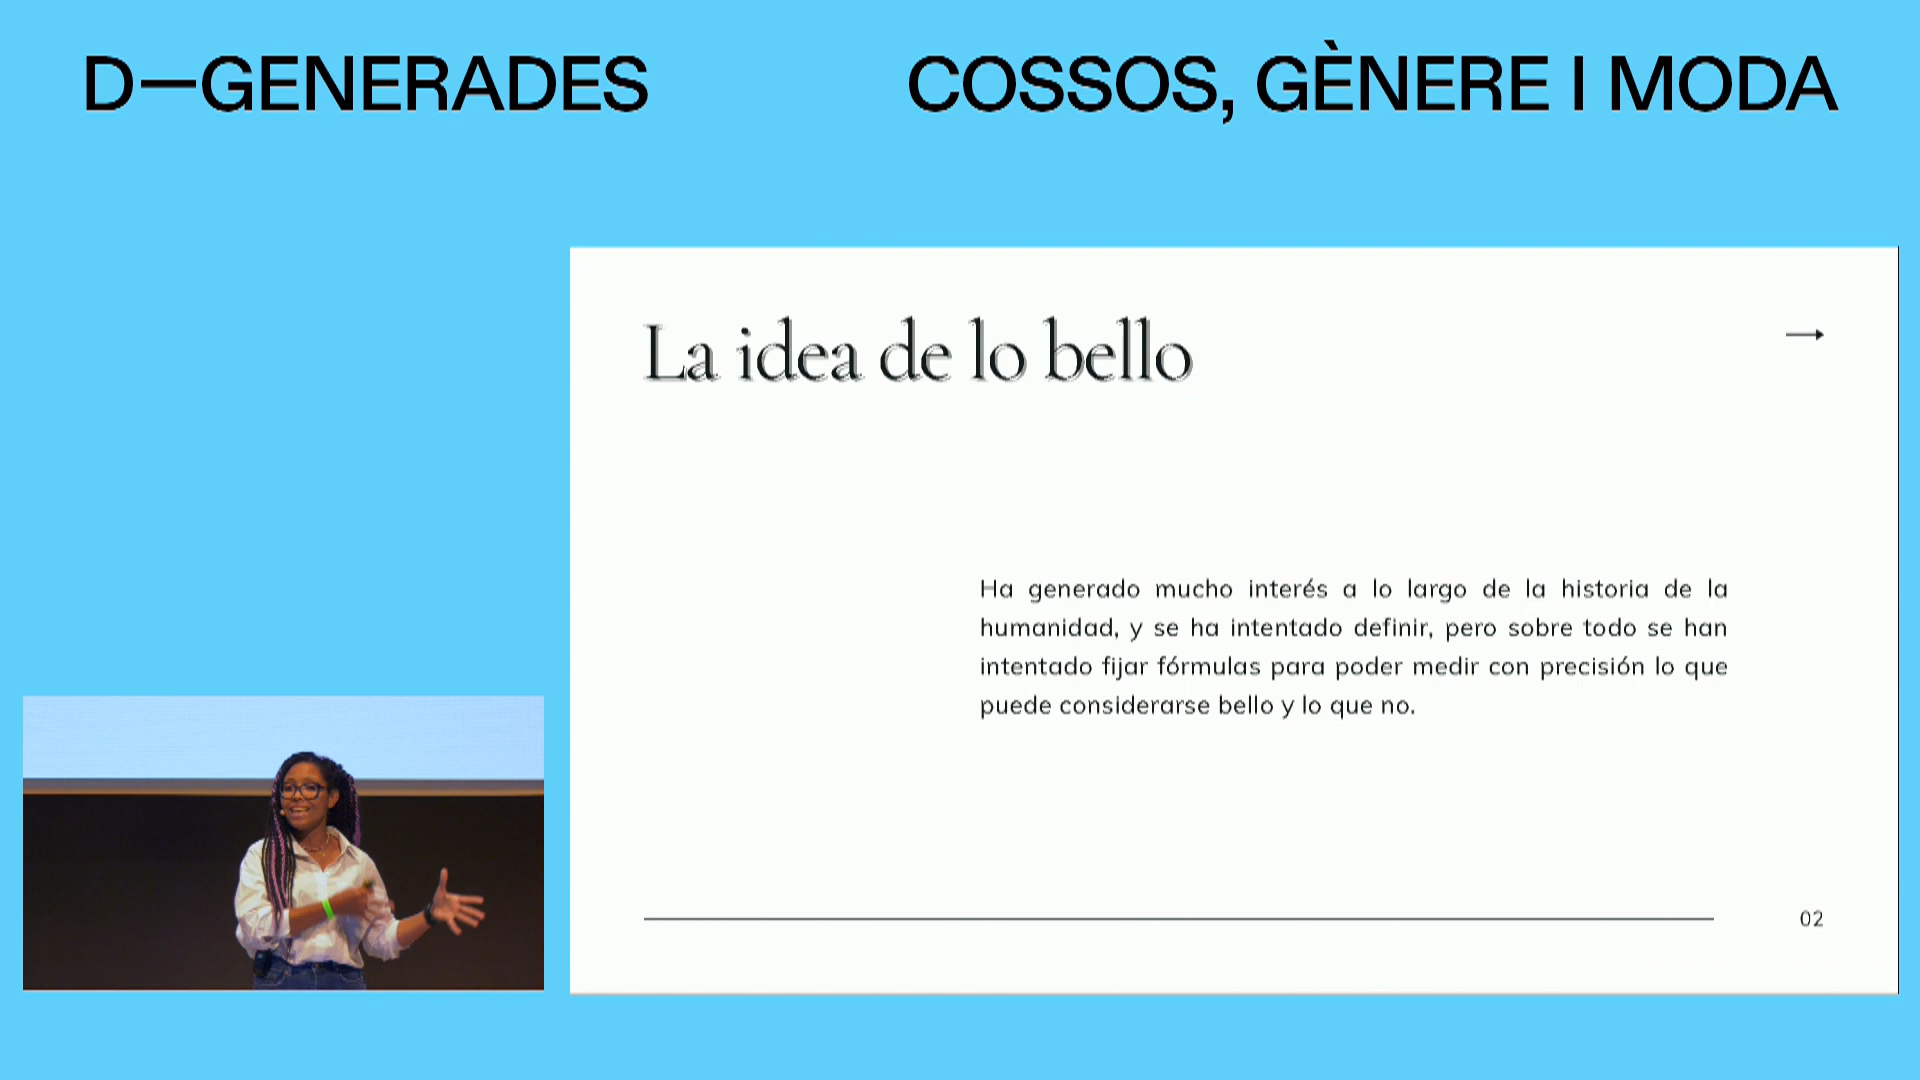 D—GENERADES
COSSOS, GÈNERE I MODA
La idea de lo bello
Ha generado mucho interés a lo largo de la historia de la
humanidad, y se ha intentado definir, pero sobre todo se han
intentado fijar fórmulas para poder medir con precisión lo que
puede considerarse bello y lo que no.
02